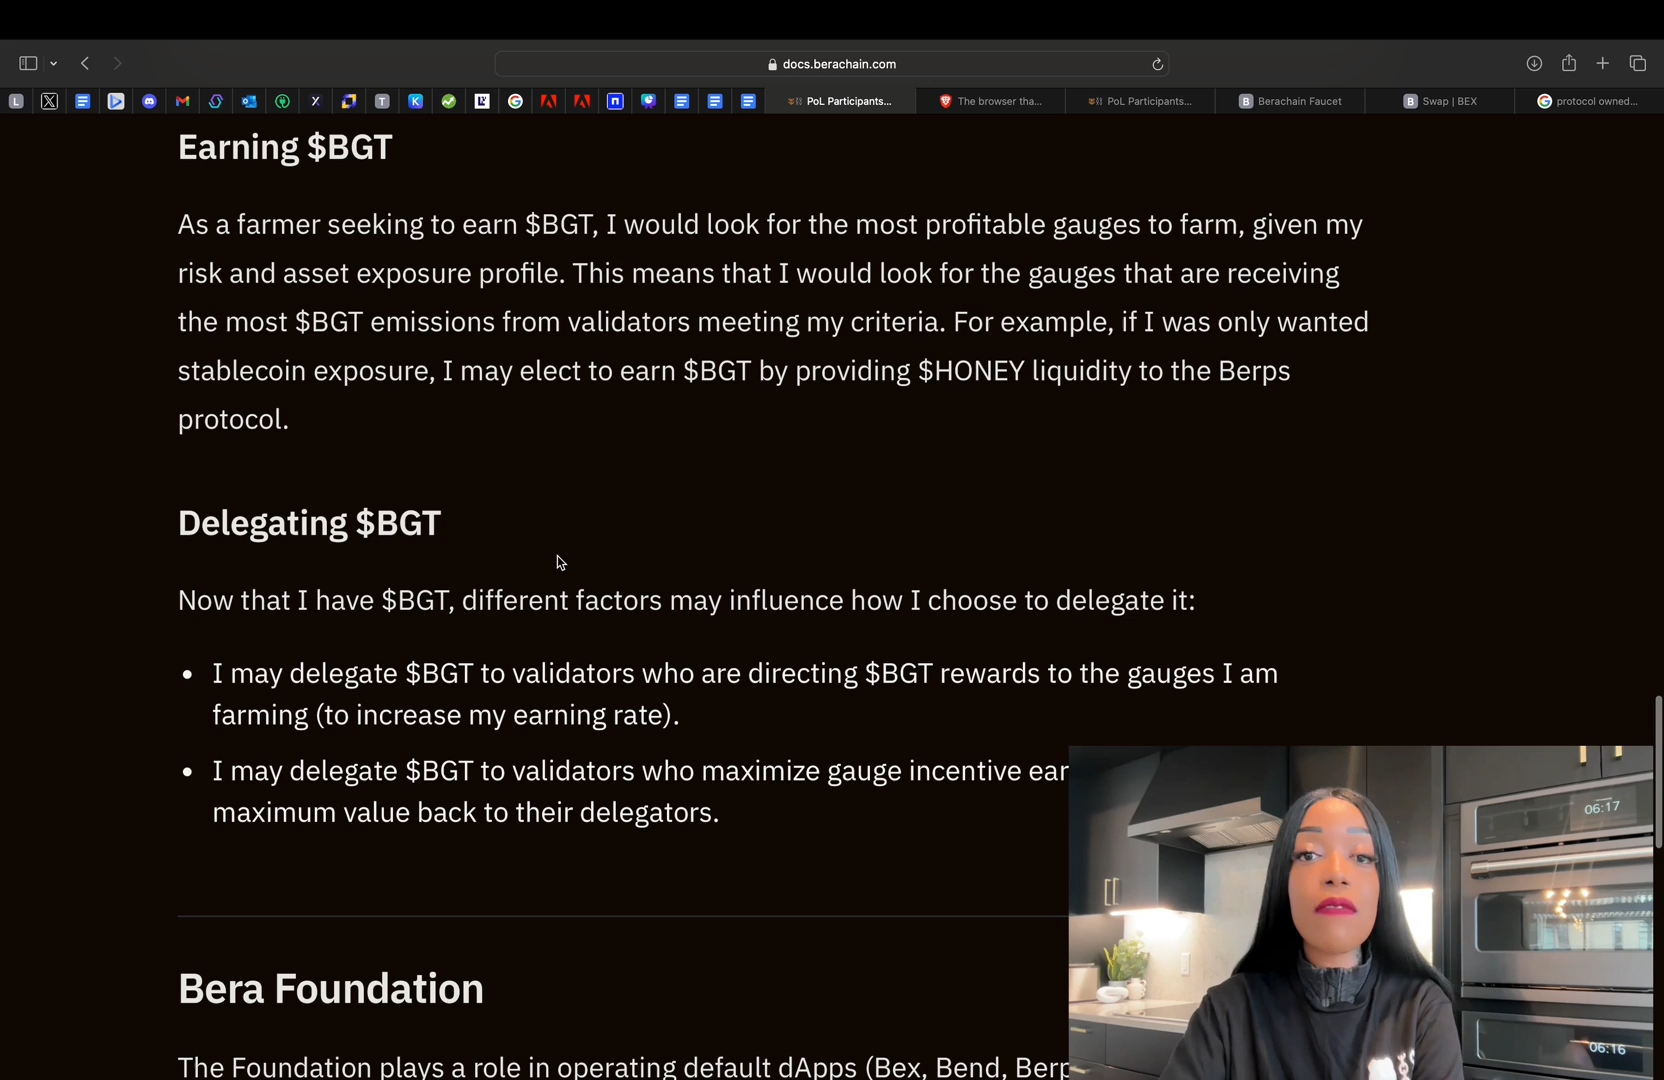 docs.berachain.com
PoL Participants...
The browser tha...
PoL Participants...
Berachain Faucet
Swap | BEX
protocol owned...
Earning $BGT
As a farmer seeking to earn $BGT, I would look for the most profitable gauges to farm, given my
risk and asset exposure profile. This means that I would look for the gauges that are receiving
the most $BGT emissions from validators meeting my criteria. For example, if I was only wanted
stablecoin exposure, I may elect to earn $BGT by providing $HONEY liquidity to the Berps
protocol.
Delegating $BGT
Now that I have $BGT, different factors may influence how I choose to delegate it:
I may delegate $BGT to validators who are directing $BGT rewards to the gauges I am
farming (to increase my earning rate).
I may delegate $BGT to validators who maximize gauge incentive ear
maximum value back to their delegators.
Bera Foundation
The Foundation plays a role in operating default dApps (Bex, Bend, Berp
06:17
06:16